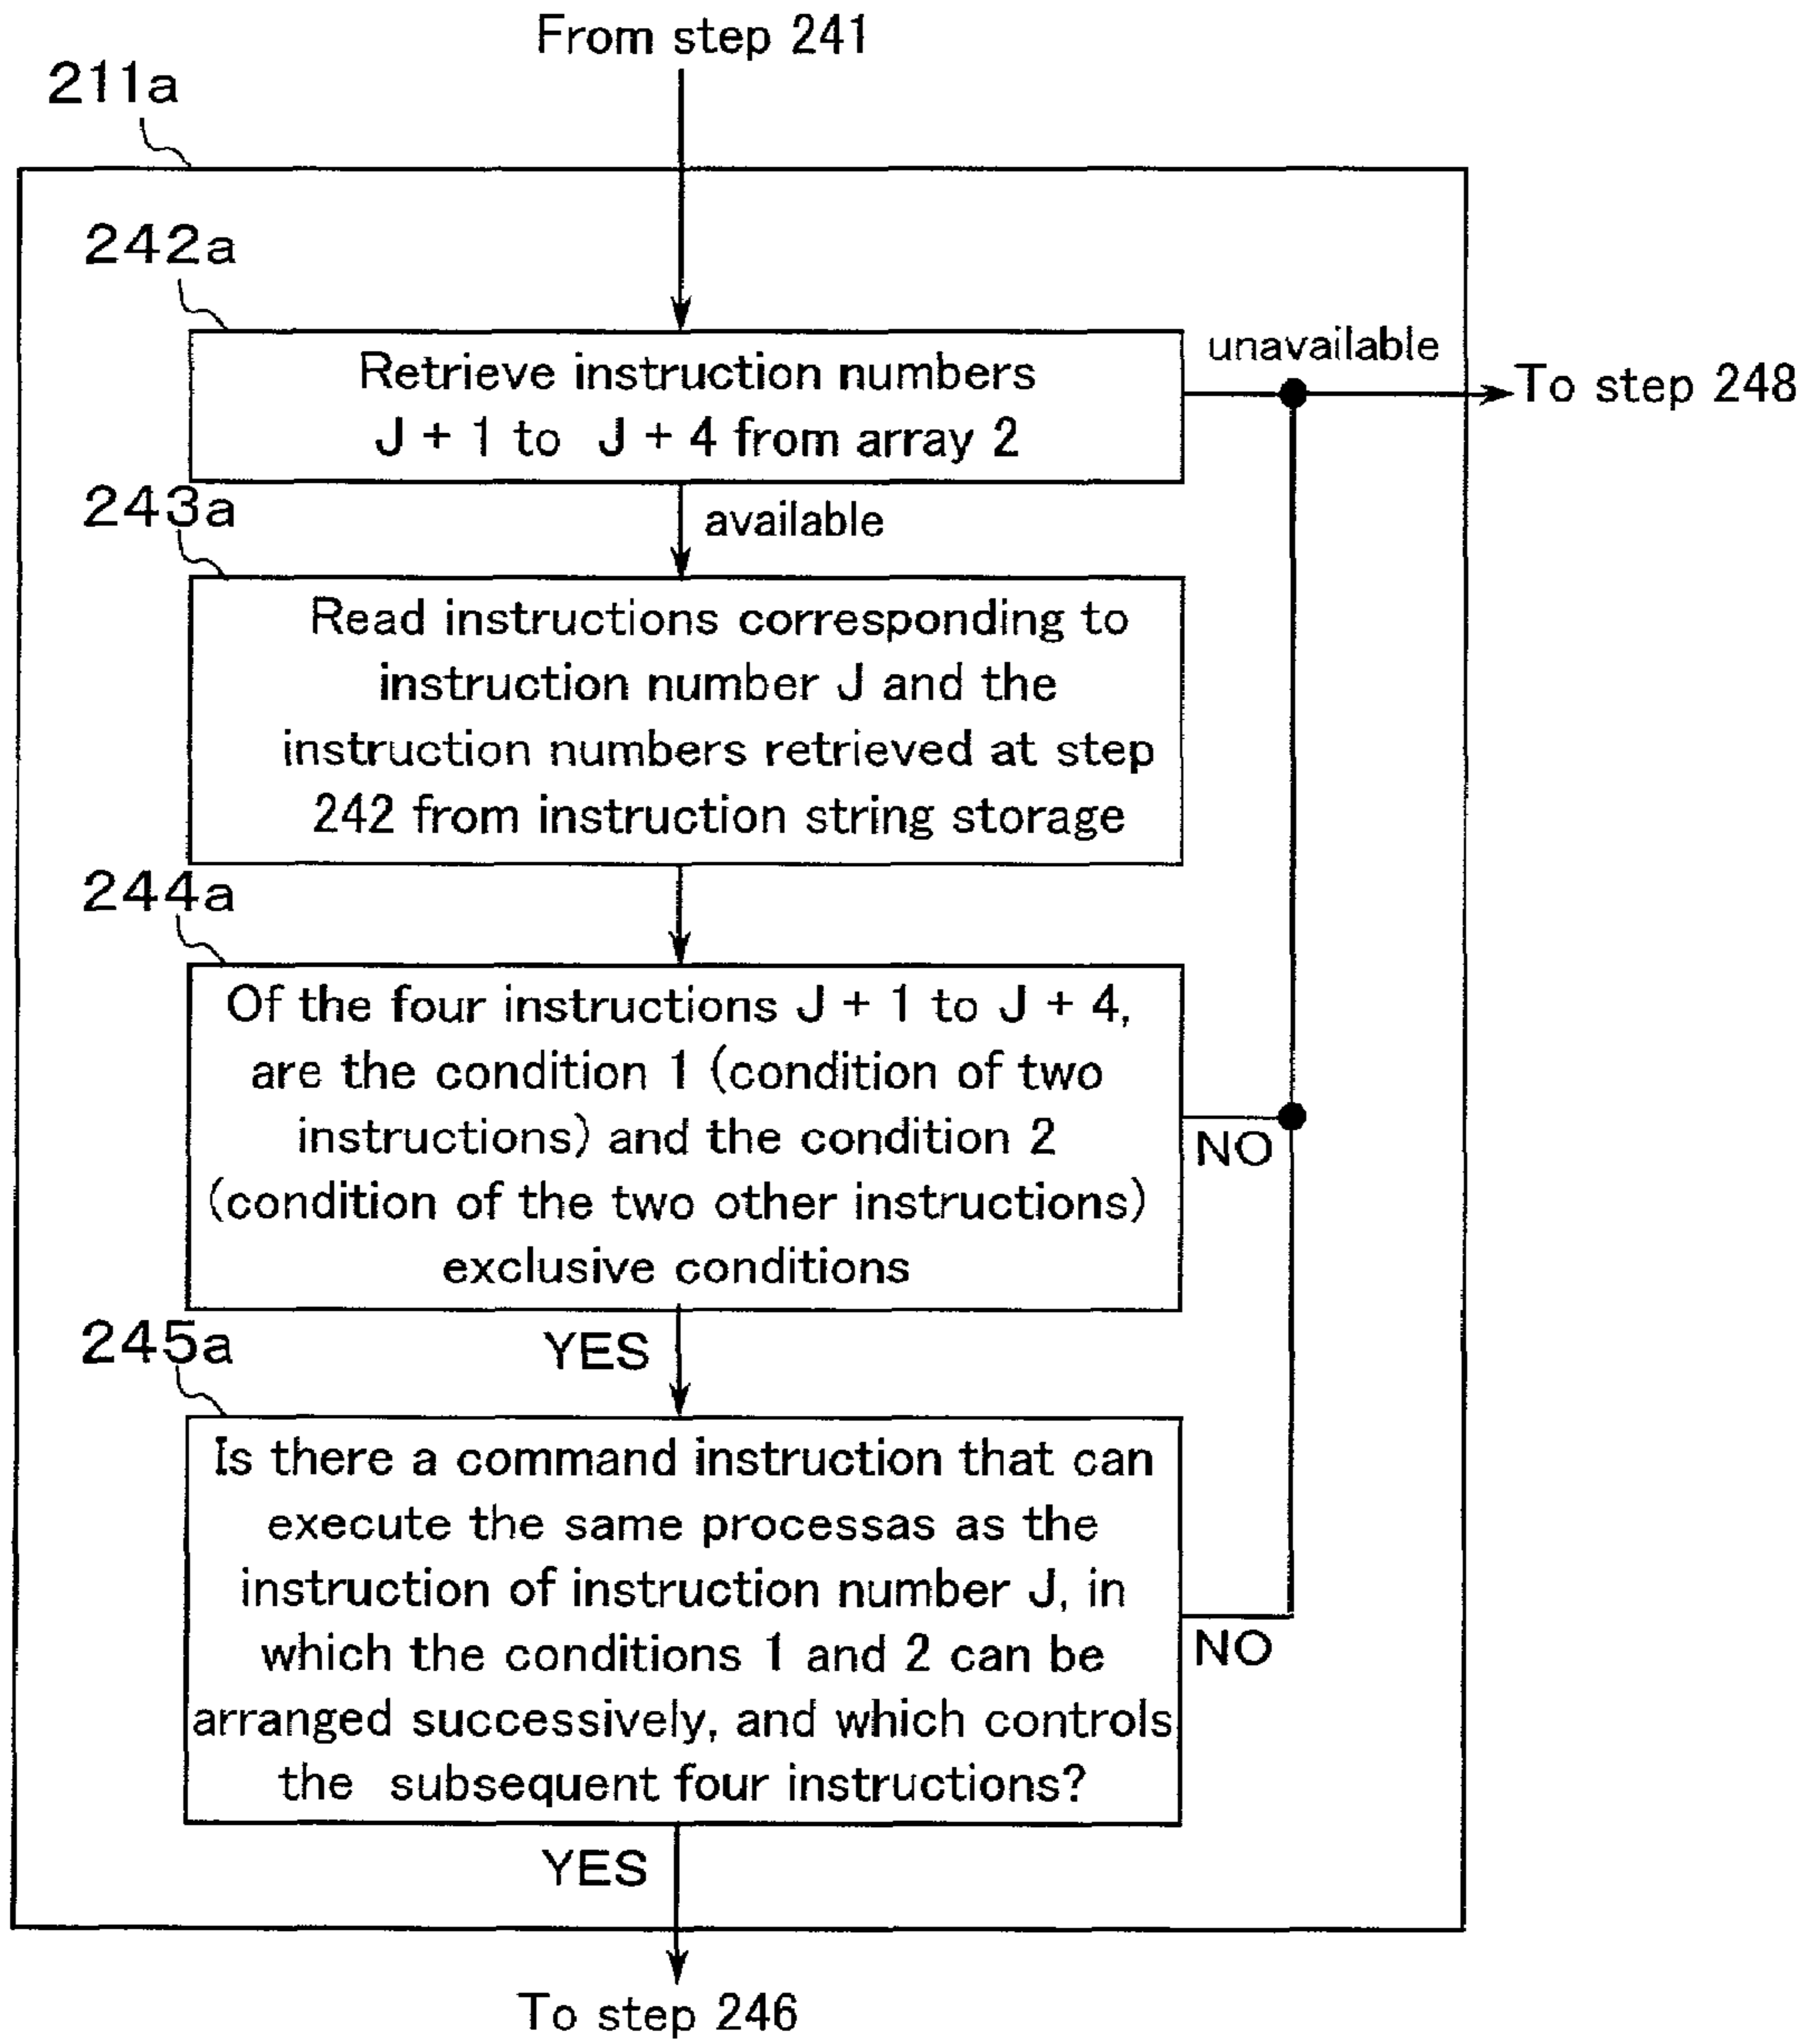 From step 241
211a
242a
Retrieve instruction numbers
J + 1 to J + 4 from array 2
unavailable
To step 248
243a
available
Read instructions corresponding to
instruction number J and the
instruction numbers retrieved at step
242 from instruction string storage
244a
Of the four instructions J + 1 to J + 4,
are the condition 1 (condition of two
instructions) and the condition 2
(condition of the two other instructions)
exclusive conditions
NO
245a
YES
Is there a command instruction that can
execute the same processas as the
instruction of instruction number J, in
which the conditions 1 and 2 can be
arranged successively, and which controls
the subsequent four instructions?
NO
YES
To step 246